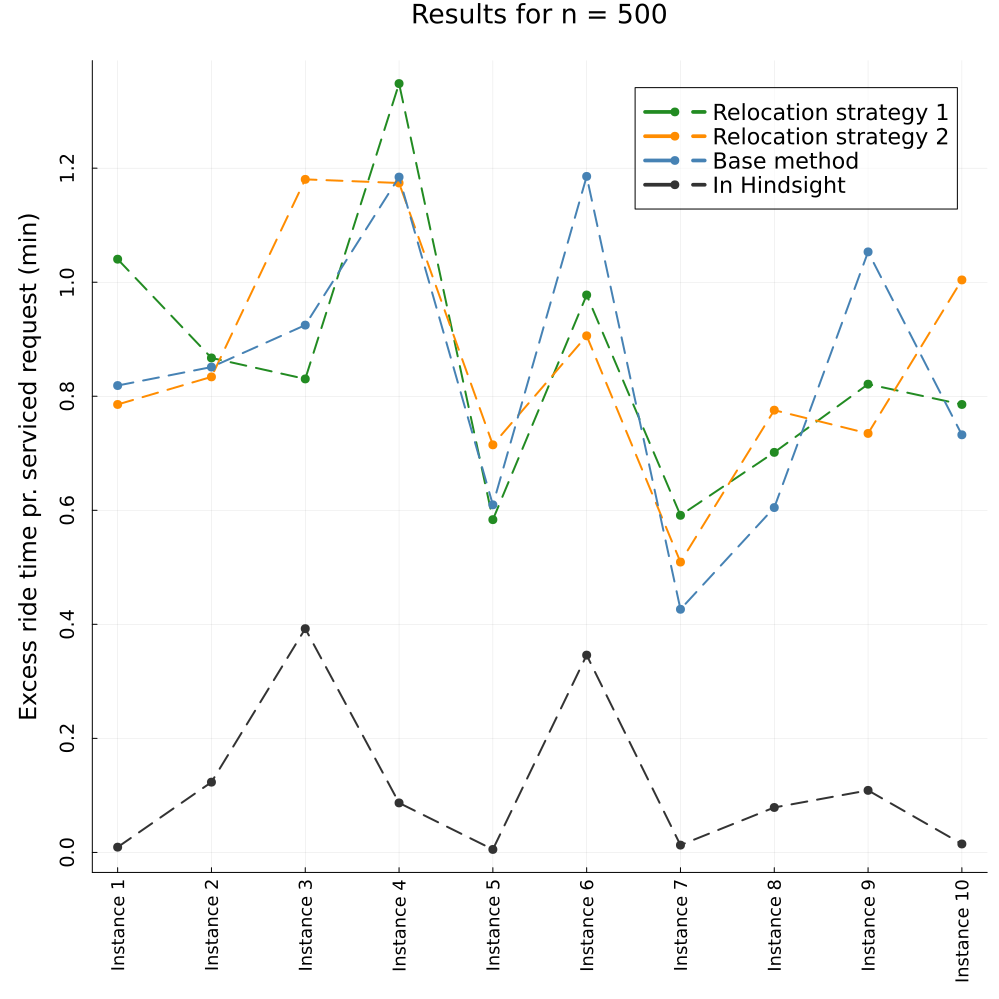 Results for n = 500
Excess ride time pr. serviced request (min)
1.2
1.0
0.8
0.6
0.4
0.2
0.0
Relocation strategy 1
Relocation strategy 2
Base method
In Hindsight
Instance 1
Instance 2
Instance 3
Instance 4
Instance 5
Instance 6
Instance 7
Instance 8
Instance 9
Instance 10